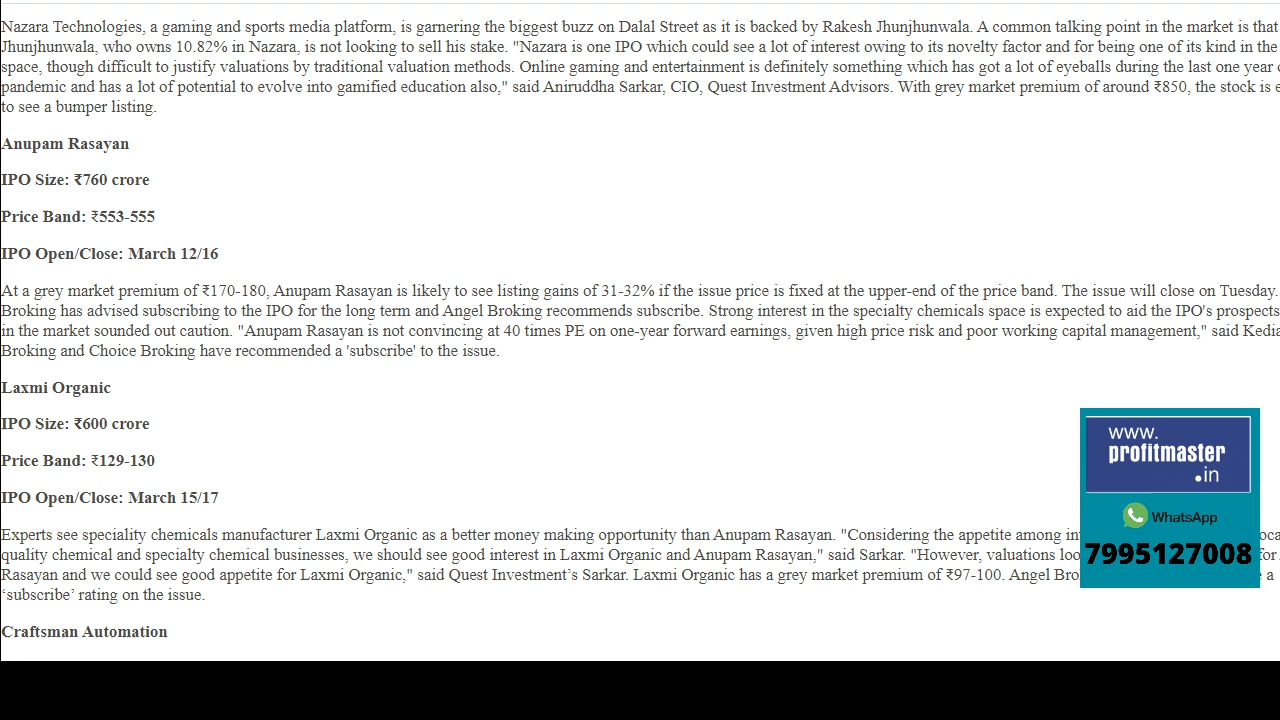 Nazara Technologies, a gaming and sports media platform, is garnering the biggest buzz on Dalal Street as it is backed by Rakesh Jhunjhunwala. A common talking point in the market is that
Jhunjhunwala, who owns 10.82% in Nazara, is not looking to sell his stake. "Nazara is one IPO which could see a lot of interest owing to its novelty factor and for being one of its kind in the
space, though difficult to justify valuations by traditional valuation methods. Online gaming and entertainment is definitely something which has got a lot of eyeballs during the last one year
pandemic and has a lot of potential to evolve into gamified education also," said Aniruddha Sarkar, CIO, Quest Investment Advisors. With grey market premium of around ₹850, the stock is
to see a bumper listing.
Anupam Rasayan
IPO Size: ₹760 crore
Price Band: ₹553-555
IPO Open/Close: March 12/16
At a grey market premium of ₹170-180, Anupam Rasayan is likely to see listing gains of 31-32% if the issue price is fixed at the upper-end of the price band. The issue will close on Tuesday.
Broking has advised subscribing to the IPO for the long term and Angel Broking recommends subscribe. Strong interest in the specialty chemicals space is expected to aid the IPO's prospects
in the market sounded out caution. "Anupam Rasayan is not convincing at 40 times PE on one-year forward earnings, given high price risk and poor working capital management," said Kedia
Broking and Choice Broking have recommended a 'subscribe' to the issue.
Laxmi Organic
IPO Size: ₹600 crore
Price Band: ₹129-130
IPO Open/Close: March 15/17
Experts see speciality chemicals manufacturer Laxmi Organic as a better money making opportunity than Anupam Rasayan. "Considering the appetite among
quality chemical and specialty chemical businesses, we should see good interest in Laxmi Organic and Anupam Rasayan," said Sarkar. "However, valuations for
Rasayan and we could see good appetite for Laxmi Organic," said Quest Investment’s Sarkar. Laxmi Organic has a grey market premium of ₹97-100. Angel a
‘subscribe’ rating on the issue.
Craftsman Automation
www.
profitmaster
.in
WhatsApp
7995127008